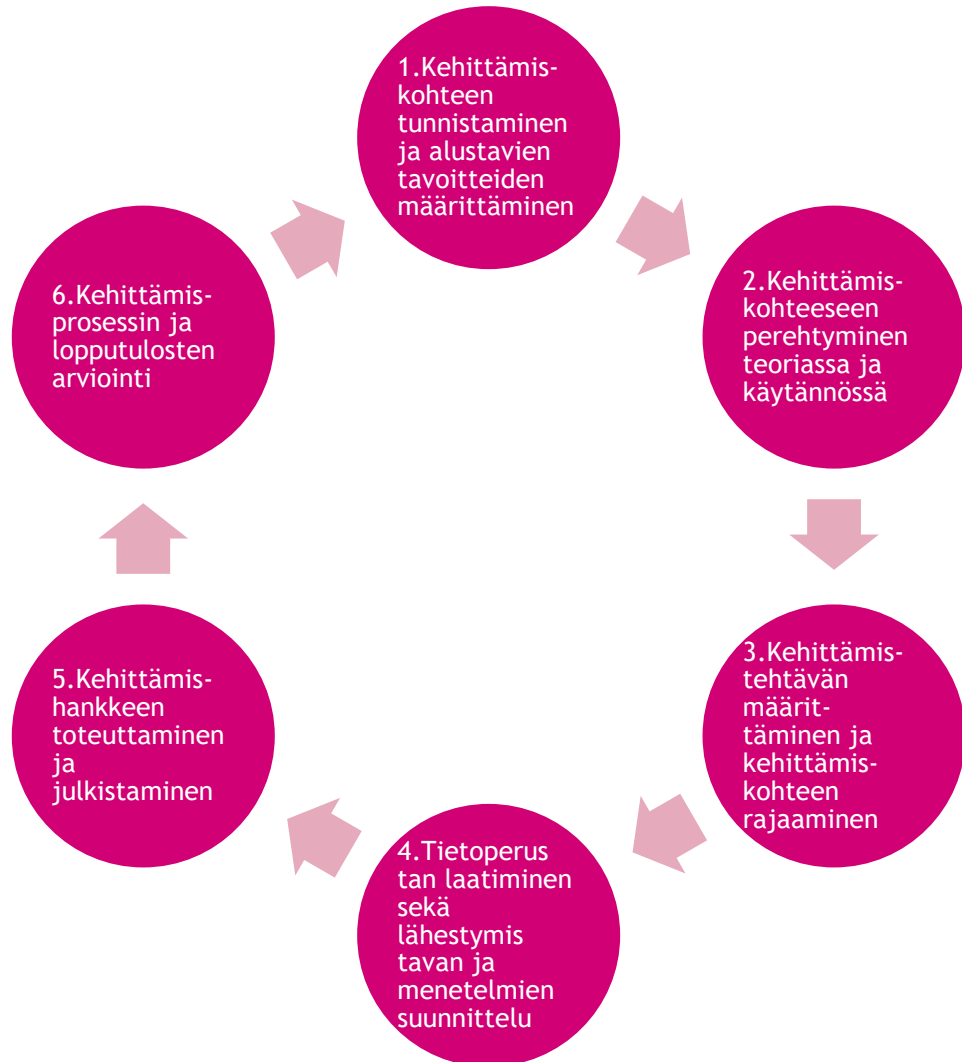 1.Kehittämis-
kohteen
tunnistaminen
ja alustavien
tavoitteiden
määrittäminen
2.Kehittämis-
kohteeseen
perehtyminen
teoriassa ja
käytännössä
3.Kehittämis-
tehtävän
määrit-
täminen ja
kehittämis-
kohteen
rajaaminen
4.Tietoperus
tan laatiminen
sekä
lähestymis
tavan ja
menetelmien
suunnittelu
5.Kehittämis-
hankkeen
toteuttaminen
ja
julkistaminen
6.Kehittämis-
prosessin ja
lopputulosten
arviointi